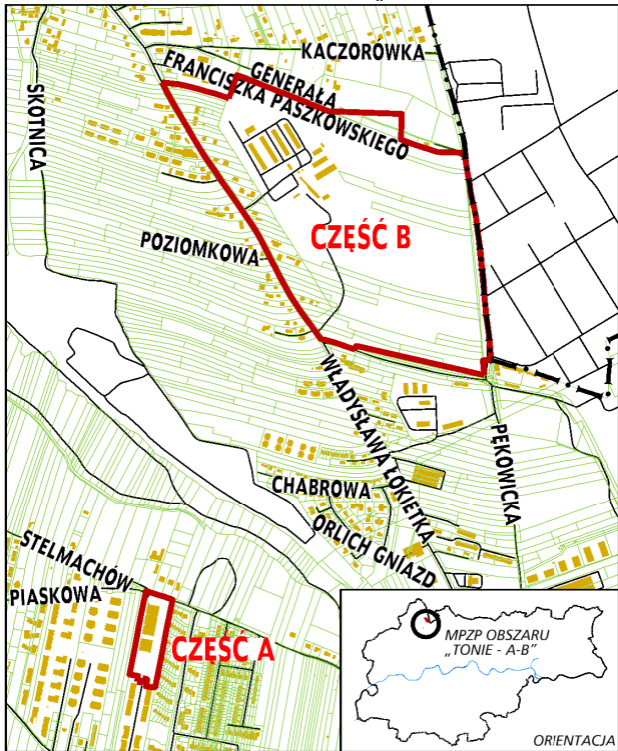 KACZORÓWKA
GENERAŁA
FRANCISZKA PASZKOWSKIEGO
SKOTNICA
POZIOMKOWA
CZĘŚĆ B
WŁADYSŁAWA ŁOKIETKA
PĘKOWICKA
CHABROWA
ORLICH GNIAZD
STELMACHÓW
PIASKOWA
CZĘŚĆ A
MPZP OBSZARU
„TONIE - A-B”
ORIENTACJA